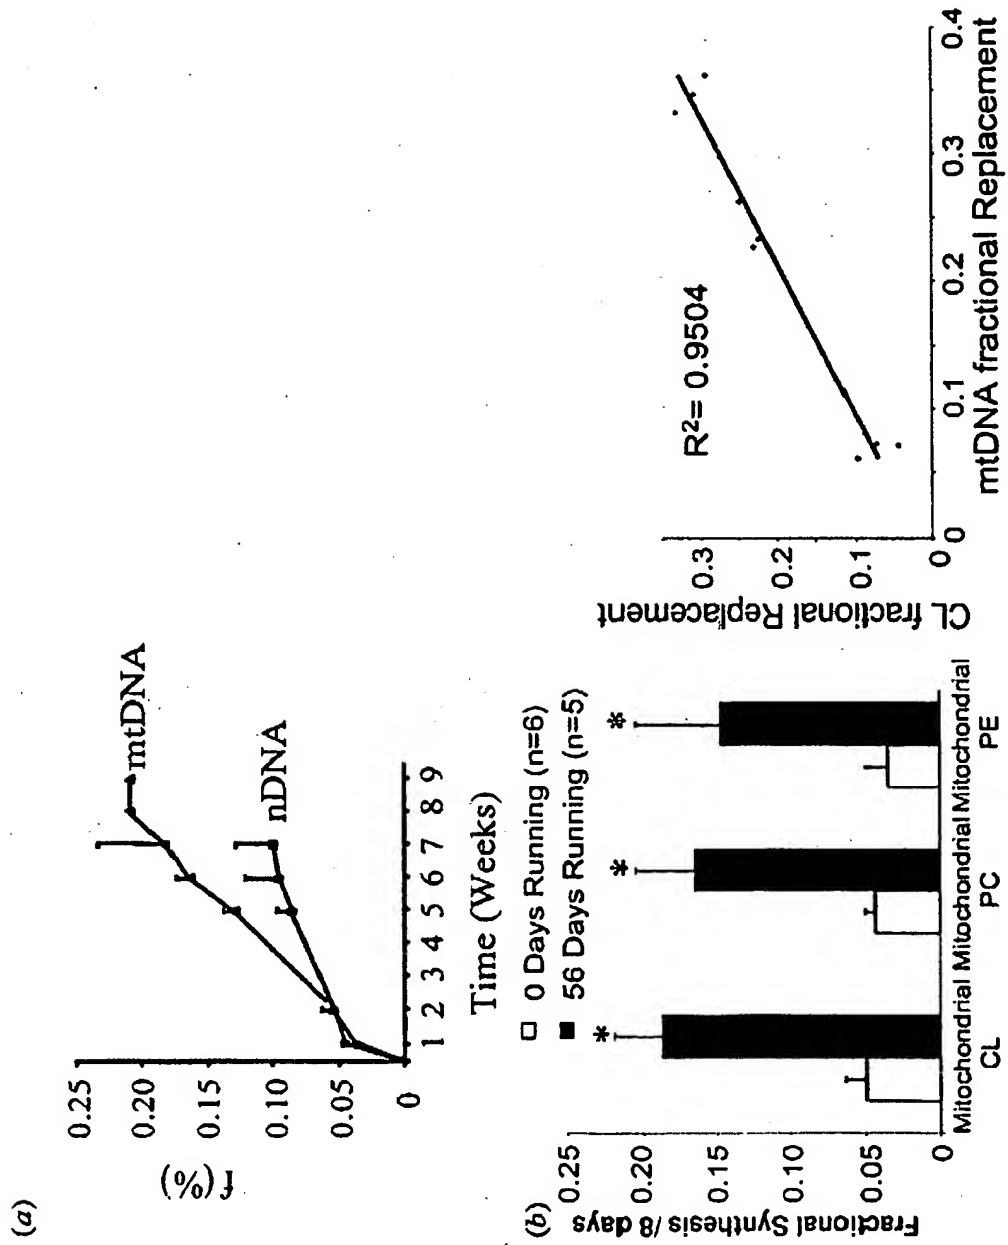 (a)
f (%)
0.25
0.20
0.15
0.10
0.05
0
mtDNA
nDNA
1 2 3 4 5 6 7 8 9
Time (Weeks)
(b)
Fractional Synthesis / 8 days
0.25
0.20
0.15
0.10
0.05
0
0 Days Running (n=6)
56 Days Running (n=5)
*
*
*
Mitochondrial Mitochondrial Mitochondrial
CL PC PE
CL fractional Replacement
0.3
0.2
0.1
0
R²= 0.9504
0 0.1 0.2 0.3 0.4
mtDNA fractional Replacement